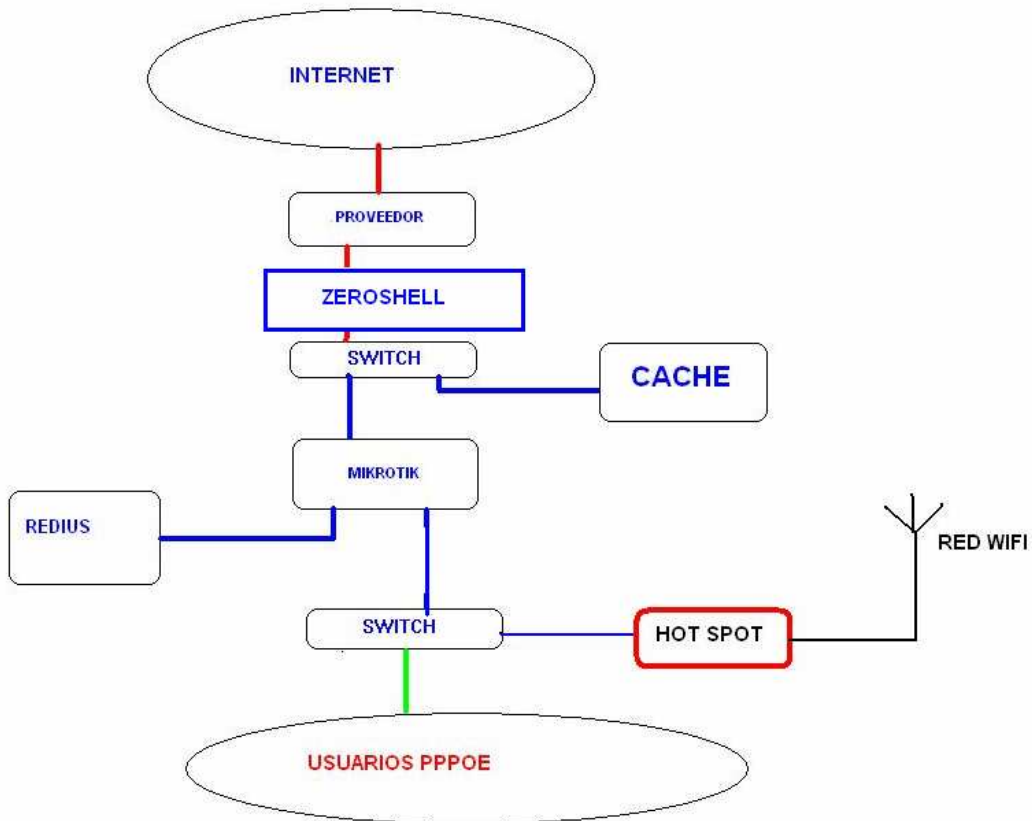 INTERNET
PROVEEDOR
ZEROSHELL
SWITCH
CACHE
MIKROTIK
REDIUS
RED WIFI
SWITCH
HOT SPOT
USUARIOS PPPOE